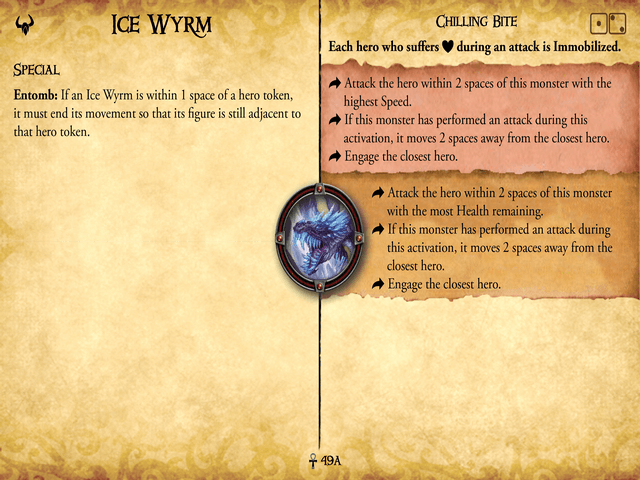 Ice Wyrm
Special
Entomb: If an Ice Wyrm is within 1 space of a hero token,
it must end its movement so that its figure is still adjacent to
that hero token.
Chilling Bite
Each hero who suffers ♥ during an attack is Immobilized.
Attack the hero within 2 spaces of this monster with the
highest Speed.
If this monster has performed an attack during this
activation, it moves 2 spaces away from the closest hero.
Engage the closest hero.
Attack the hero within 2 spaces of this monster
with the most Health remaining.
If this monster has performed an attack during
this activation, it moves 2 spaces away from the
closest hero.
Engage the closest hero.
49A